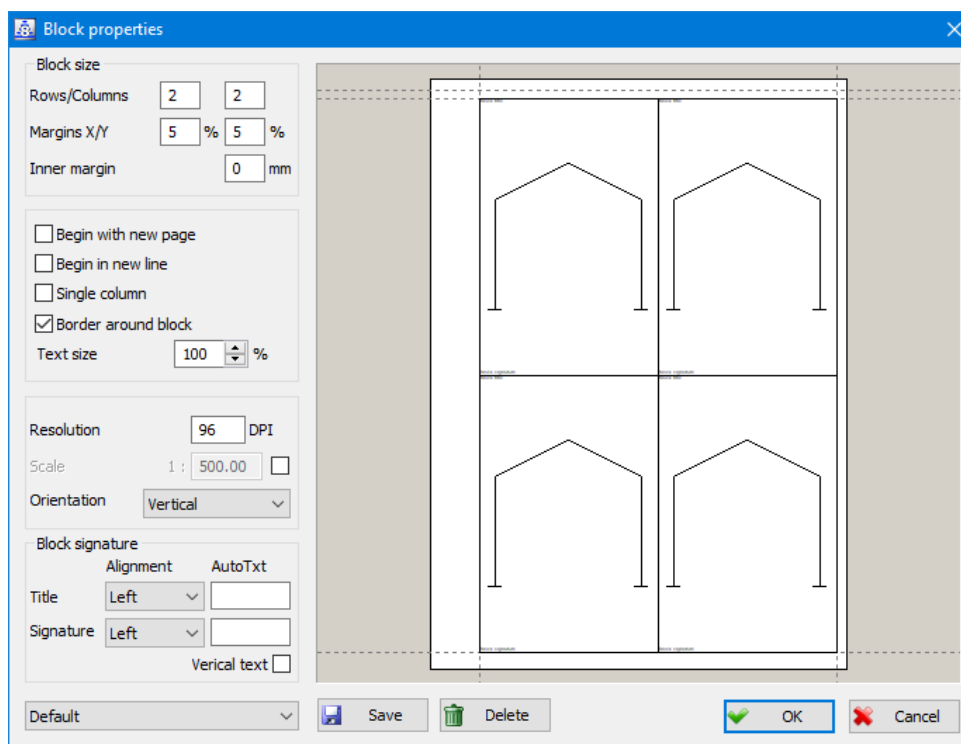 Block properties
Block size
Rows/Columns 2 2
Margins X/Y 5 % 5 %
Inner margin 0 mm
Begin with new page
Begin in new line
Single column
Border around block
Text size 100 %
Resolution 96 DPI
Scale 1 : 500.00
Orientation Vertical
Block signature
Alignment AutoTxt
Title Left
Signature Left
Verical text
Default
Save
Delete
OK
Cancel